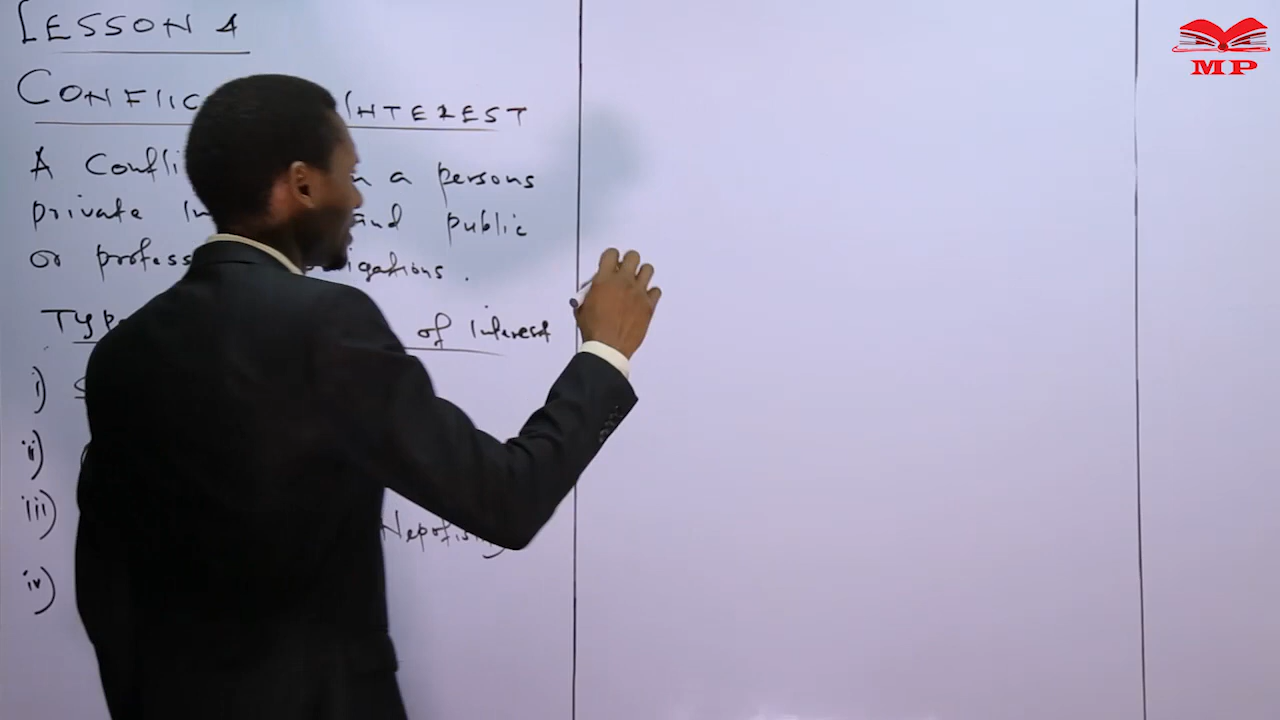 LESSON 4
MP
CONFLIC INTEREST
A Confli n a persons
private In and public
or profess igations.
Typ of interest
i) S
ii)
iii) Nepotism
iv)